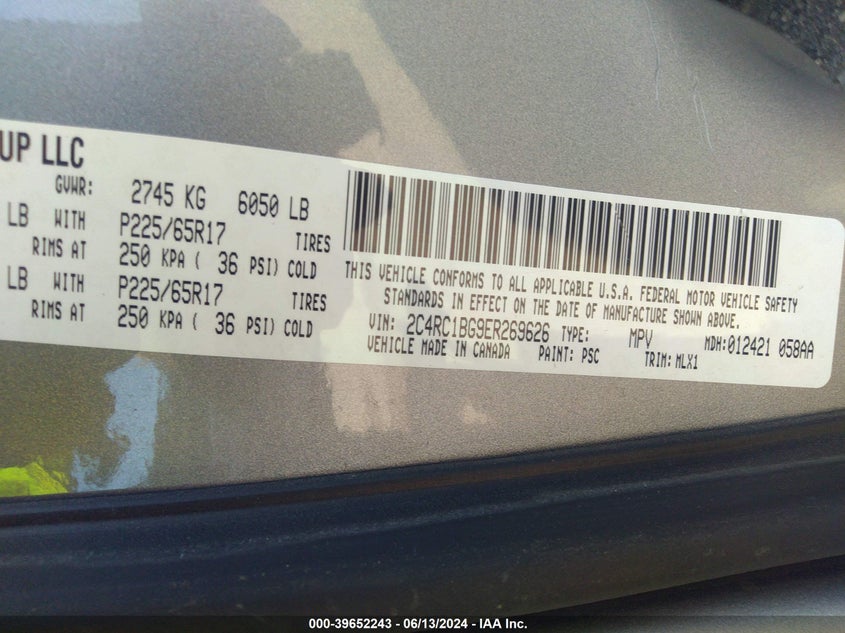 UP LLC
GVWR: 2745 KG 6050 LB
LB WITH P225/65R17 TIRES
RIMS AT 250 KPA ( 36 PSI) COLD
LB WITH P225/65R17 TIRES
RIMS AT 250 KPA ( 36 PSI) COLD
THIS VEHICLE CONFORMS TO ALL APPLICABLE U.S.A. FEDERAL MOTOR VEHICLE SAFETY
STANDARDS IN EFFECT ON THE DATE OF MANUFACTURE SHOWN ABOVE.
VIN: 2C4RC1BG9ER269626 TYPE: MPV MDH:012421 058AA
VEHICLE MADE IN CANADA PAINT: PSC TRIM: MLX1
000-39652243 - 06/13/2024 - IAA Inc.